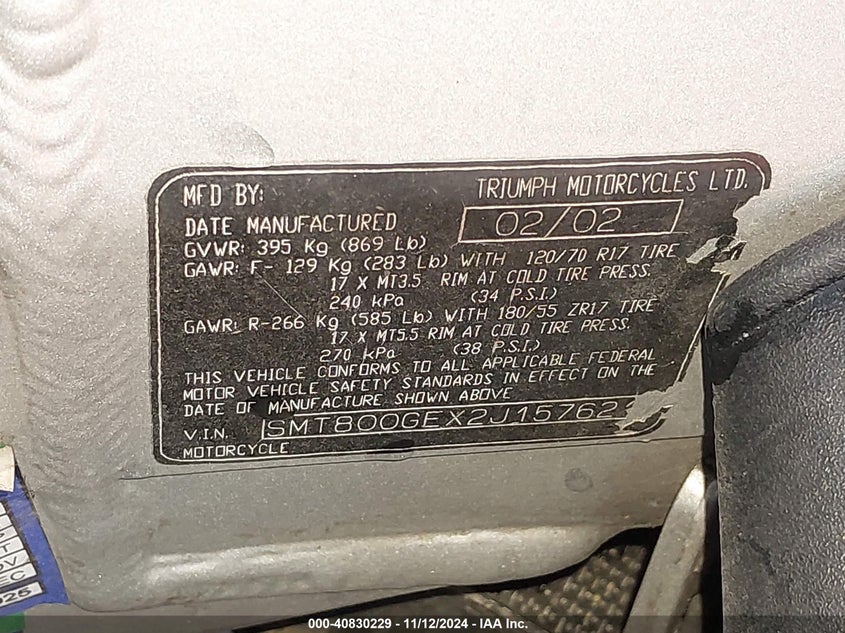 MFD BY: TRIUMPH MOTORCYCLES LTD.
DATE MANUFACTURED 02/02
GVWR: 395 Kg (869 Lb)
GAWR: F- 129 Kg (283 Lb) WITH 120/70 R17 TIRE
17 X MT3.5 RIM AT COLD TIRE PRESS.
240 kPa (34 P.S.I.)
GAWR: R-266 Kg (585 Lb) WITH 180/55 ZR17 TIRE
17 X MT5.5 RIM AT COLD TIRE PRESS.
270 kPa (38 P.S.I.)
THIS VEHICLE CONFORMS TO ALL APPLICABLE FEDERAL
MOTOR VEHICLE SAFETY STANDARDS IN EFFECT ON THE
DATE OF MANUFACTURE SHOWN ABOVE
V.I.N. SMT800GEX2J15762
MOTORCYCLE
T
OV
EC
025
000-40830229 - 11/12/2024 - IAA Inc.